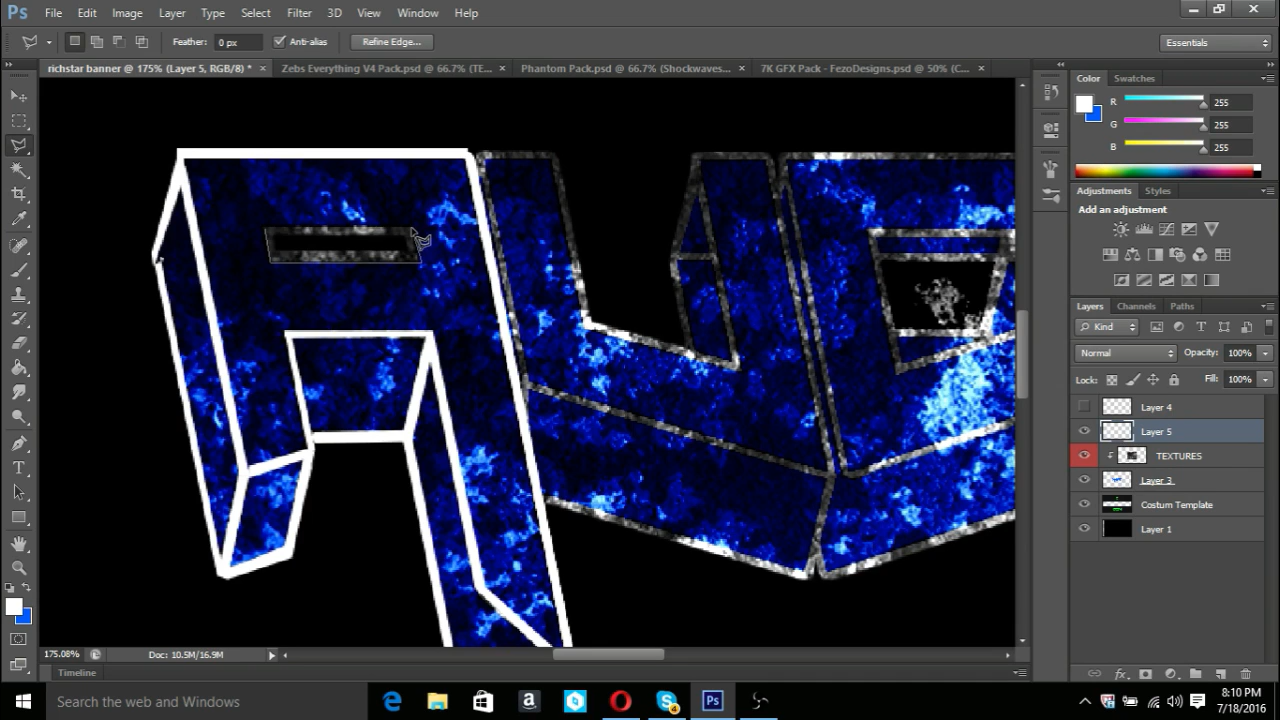 Ps File Edit Image Layer Type Select Filter 3D View Window Help
Feather: 0 px Anti-alias Refine Edge... Essentials
richstar banner @ 175% (Layer 5, RGB/8) * × Zebs Everything V4 Pack.psd @ 66.7% (TE... × Phantom Pack.psd @ 66.7% (Shockwaves... × 7K GFX Pack - FezoDesigns.psd @ 50% (C... ×
Color Swatches
R 255
G 255
B 255
Adjustments Styles
Add an adjustment
Layers Channels Paths
Kind
Normal Opacity: 100%
Lock: Fill: 100%
Layer 4
Layer 5
TEXTURES
Layer 3
Costum Template
Layer 1
175.08% Doc: 10.5M/16.9M
Timeline
Search the web and Windows
4
8:10 PM
7/18/2016